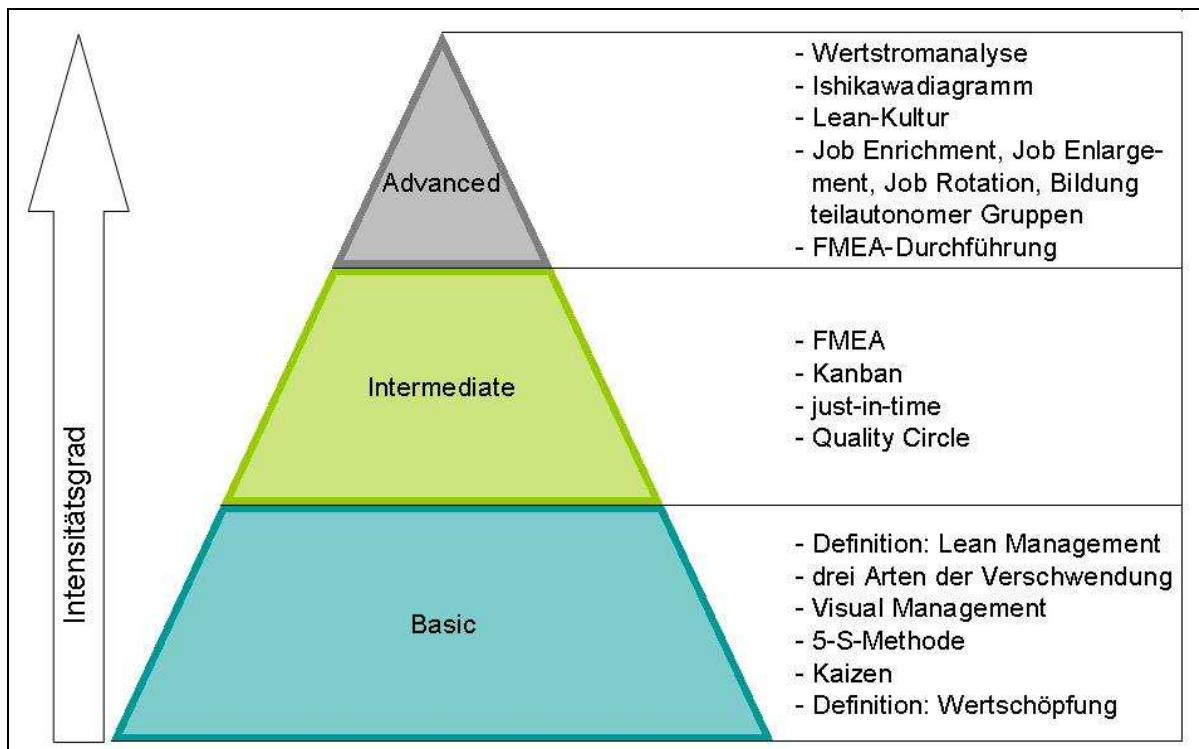 - Wertstromanalyse
- Ishikawadiagramm
- Lean-Kultur
- Job Enrichment, Job Enlarge-
ment, Job Rotation, Bildung
teilautonomer Gruppen
- FMEA-Durchführung
Advanced
- FMEA
- Kanban
- just-in-time
- Quality Circle
Intermediate
- Definition: Lean Management
- drei Arten der Verschwendung
- Visual Management
- 5-S-Methode
- Kaizen
- Definition: Wertschöpfung
Basic
Intensitätsgrad